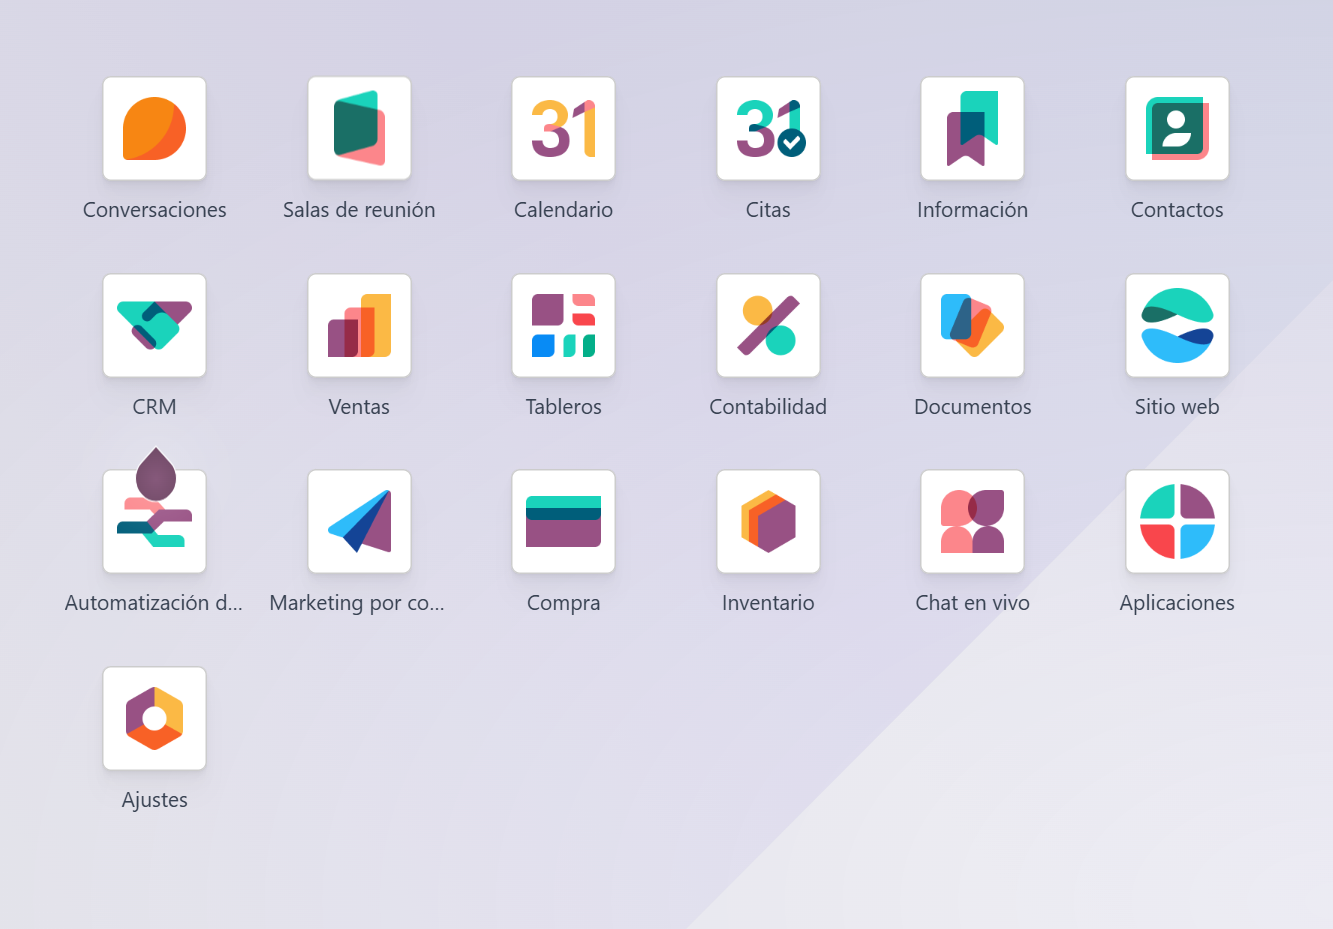 Conversaciones
Salas de reunión
31
Calendario
31
Citas
Información
Contactos
CRM
Ventas
Tableros
Contabilidad
Documentos
Sitio web
Automatización d...
Marketing por co...
Compra
Inventario
Chat en vivo
Aplicaciones
Ajustes